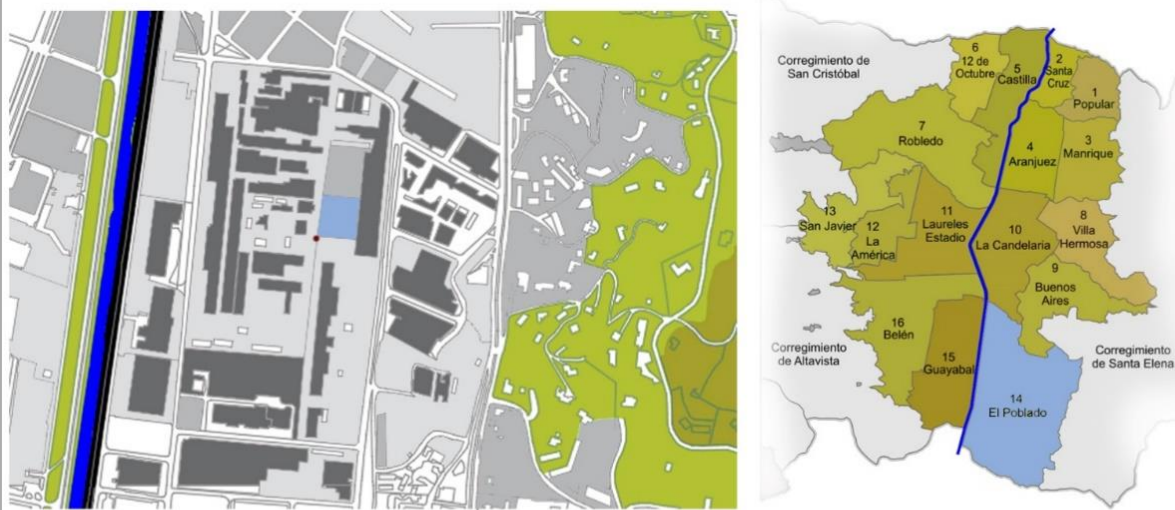 Corregimiento de
San Cristóbal
6
12 de
Octubre
5
Castilla
2
Santa
Cruz
1
Popular
7
Robledo
4
Aranjuez
3
Manrique
13
San Javier
12
La
América
11
Laureles
Estadio
10
La Candelaria
8
Villa
Hermosa
9
Buenos
Aires
16
Belén
Corregimiento
de Altavista
15
Guayabal
14
El Poblado
Corregimiento
de Santa Elena